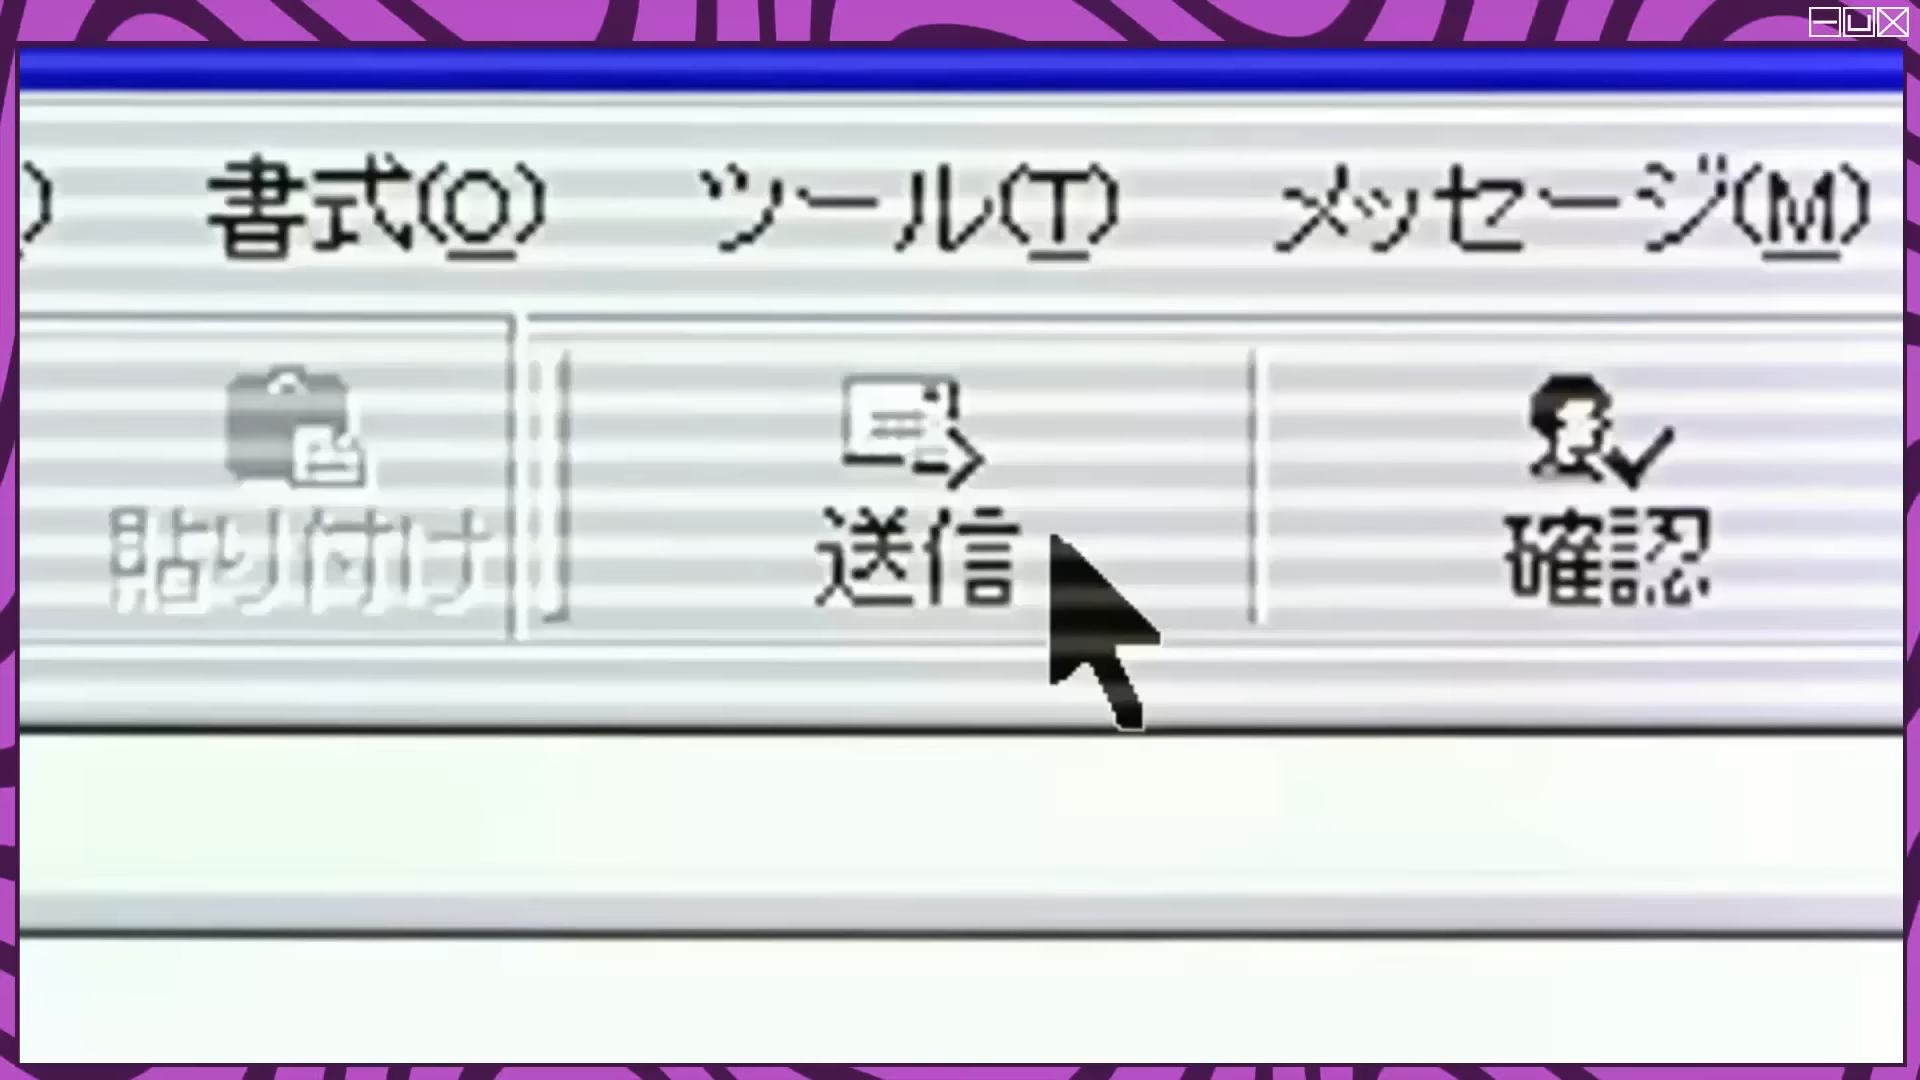 ) 書式(O) ツール(T) メッセージ(M)
貼り付け 送信 確認